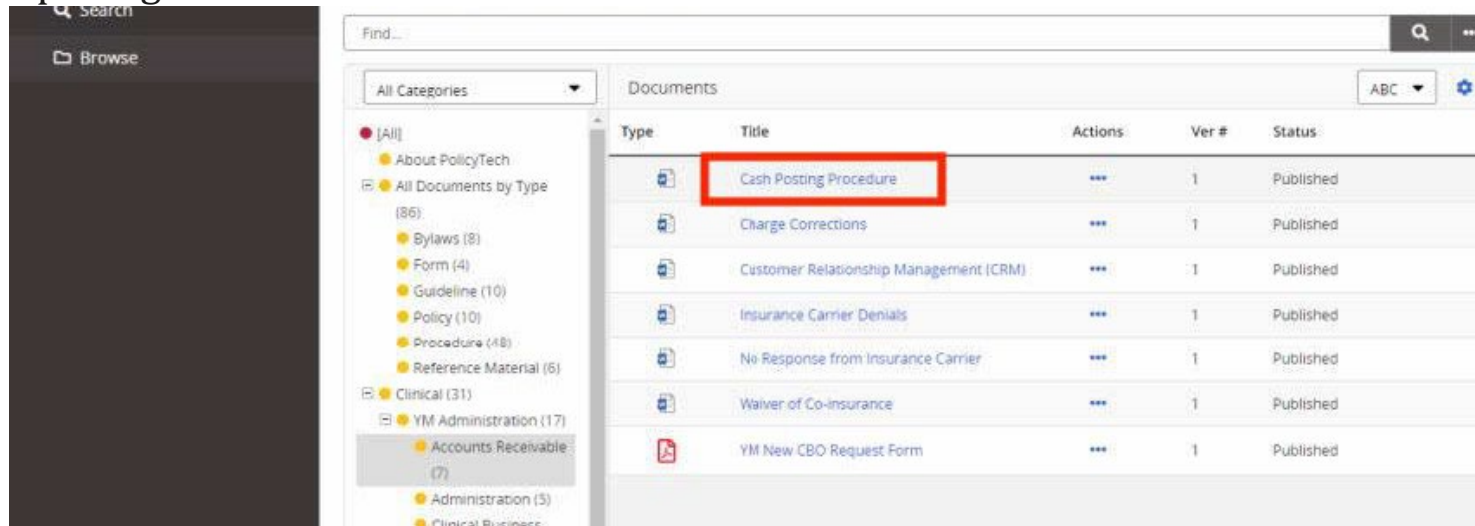 Search
Browse
Find...
All Categories
Documents
ABC
[All]
About PolicyTech
All Documents by Type
(86)
Bylaws (8)
Form (4)
Guideline (10)
Policy (10)
Procedure (48)
Reference Material (6)
Clinical (31)
YM Administration (17)
Accounts Receivable
(7)
Administration (5)
Clinical Business
Type Title Actions Ver # Status
Cash Posting Procedure ••• 1 Published
Charge Corrections ••• 1 Published
Customer Relationship Management (CRM) ••• 1 Published
Insurance Carrier Denials ••• 1 Published
No Response from Insurance Carrier ••• 1 Published
Waiver of Co-insurance ••• 1 Published
YM New CBO Request Form ••• 1 Published